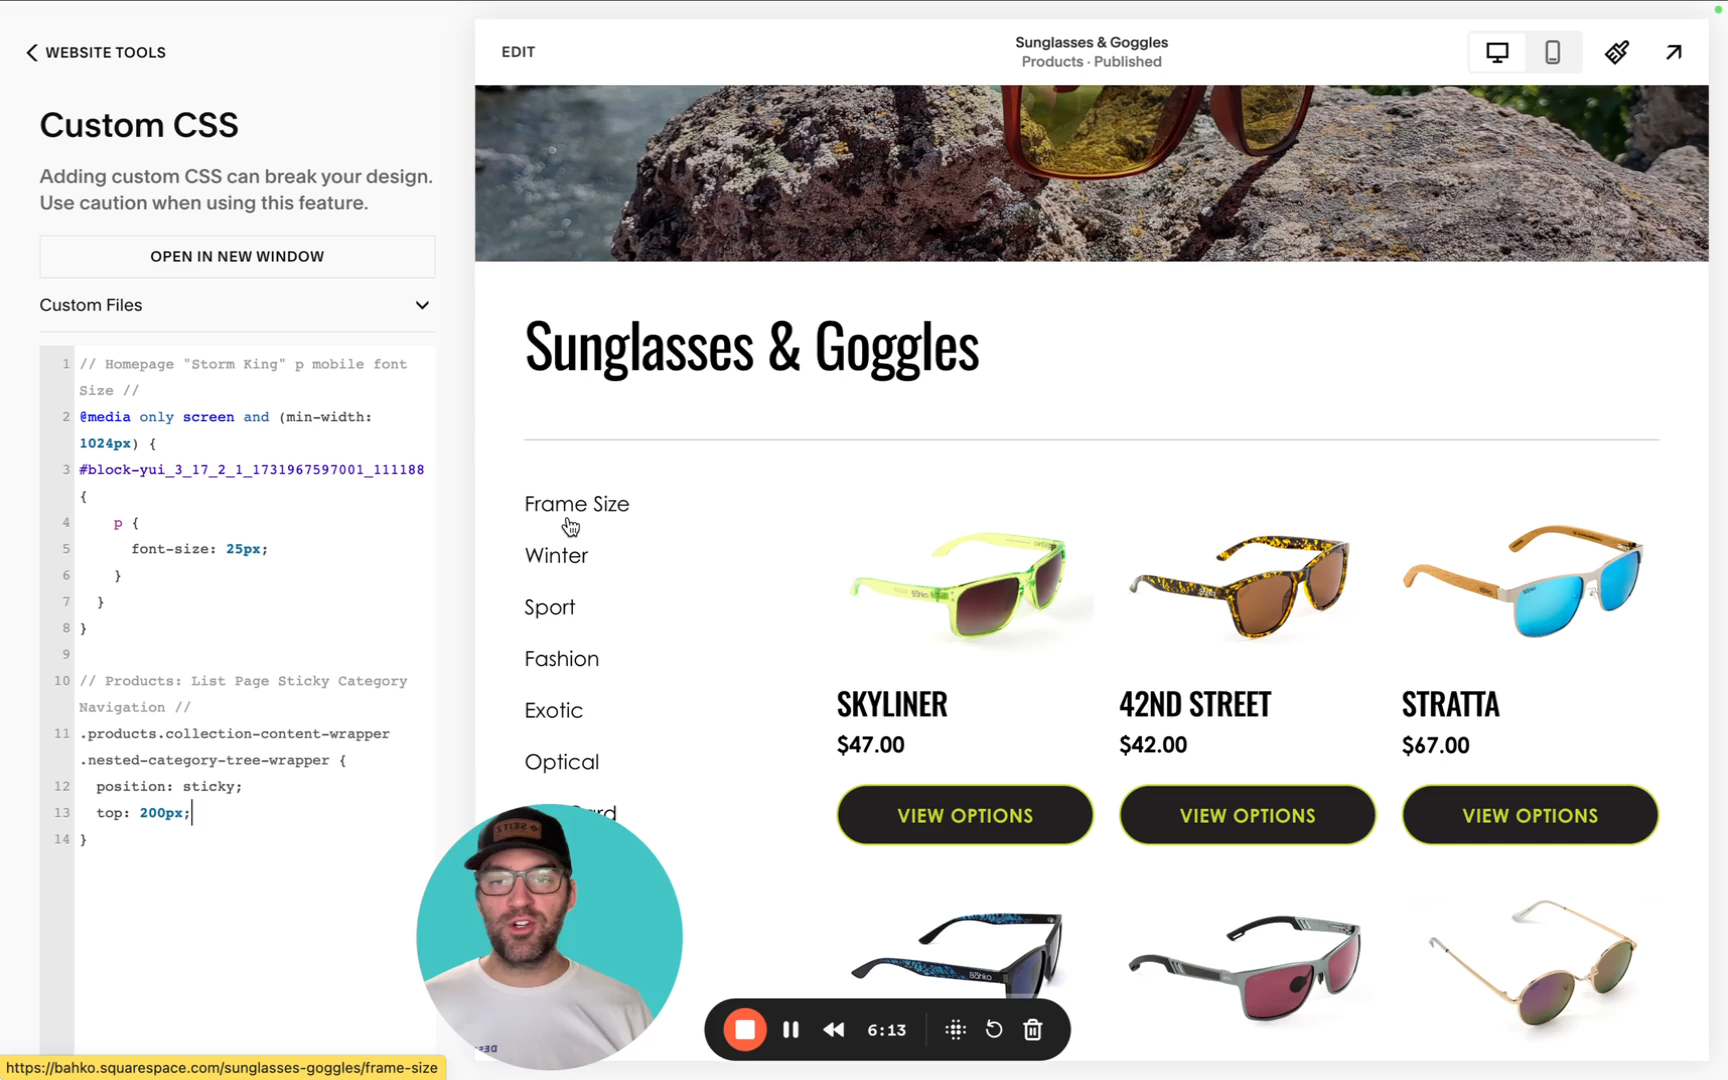 WEBSITE TOOLS
Custom CSS
Adding custom CSS can break your design.
Use caution when using this feature.
OPEN IN NEW WINDOW
Custom Files
1 // Homepage "Storm King" p mobile font
Size //
2 @media only screen and (min-width:
1024px) {
3 #block-yui_3_17_2_1_1731967597001_111188
{
4 p {
5 font-size: 25px;
6 }
7 }
8 }
9
10 // Products: List Page Sticky Category
Navigation //
11 .products.collection-content-wrapper
.nested-category-tree-wrapper {
12 position: sticky;
13 top: 200px;
14 }
https://bahko.squarespace.com/sunglasses-goggles/frame-size
EDIT
Sunglasses & Goggles
Products · Published
Sunglasses & Goggles
Frame Size
Winter
Sport
Fashion
Exotic
Optical
SKYLINER
$47.00
VIEW OPTIONS
42ND STREET
$42.00
VIEW OPTIONS
STRATTA
$67.00
VIEW OPTIONS
6:13